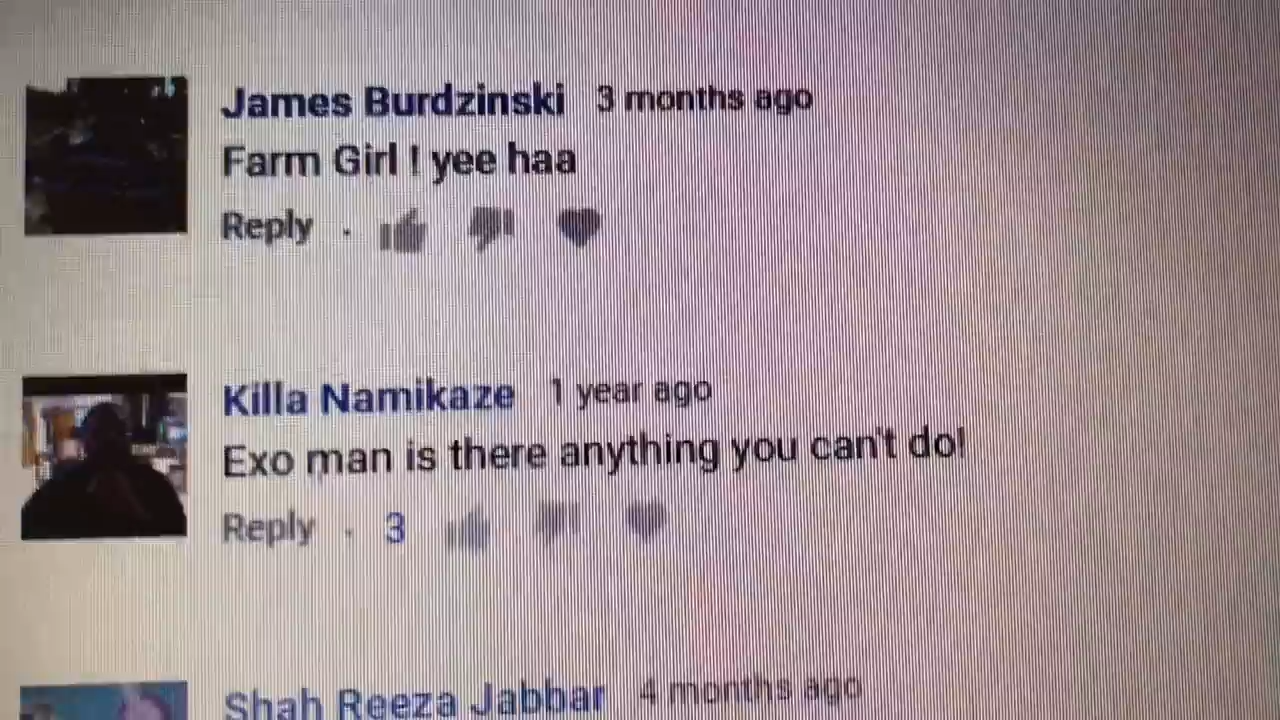 James Burdzinski 3 months ago
Farm Girl ! yee haa
Reply ·
Killa Namikaze 1 year ago
Exo man is there anything you can't do!
Reply · 3
Shah Reeza Jabbar 4 months ago